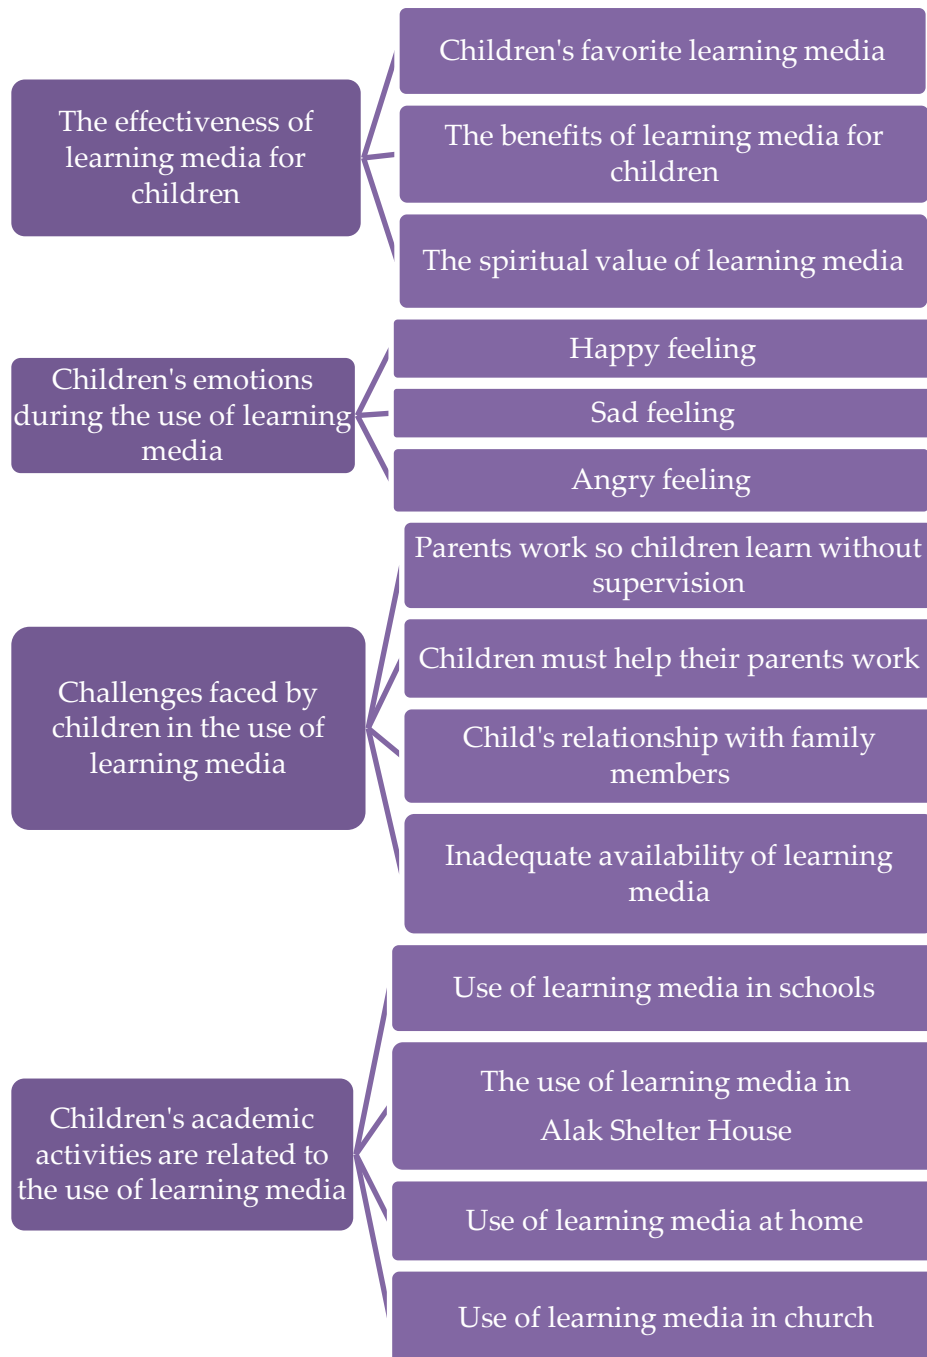 The effectiveness of
learning media for
children
Children's favorite learning media
The benefits of learning media for
children
The spiritual value of learning media
Children's emotions
during the use of learning
media
Happy feeling
Sad feeling
Angry feeling
Challenges faced by
children in the use of
learning media
Parents work so children learn without
supervision
Children must help their parents work
Child's relationship with family
members
Inadequate availability of learning
media
Children's academic
activities are related to
the use of learning media
Use of learning media in schools
The use of learning media in
Alak Shelter House
Use of learning media at home
Use of learning media in church